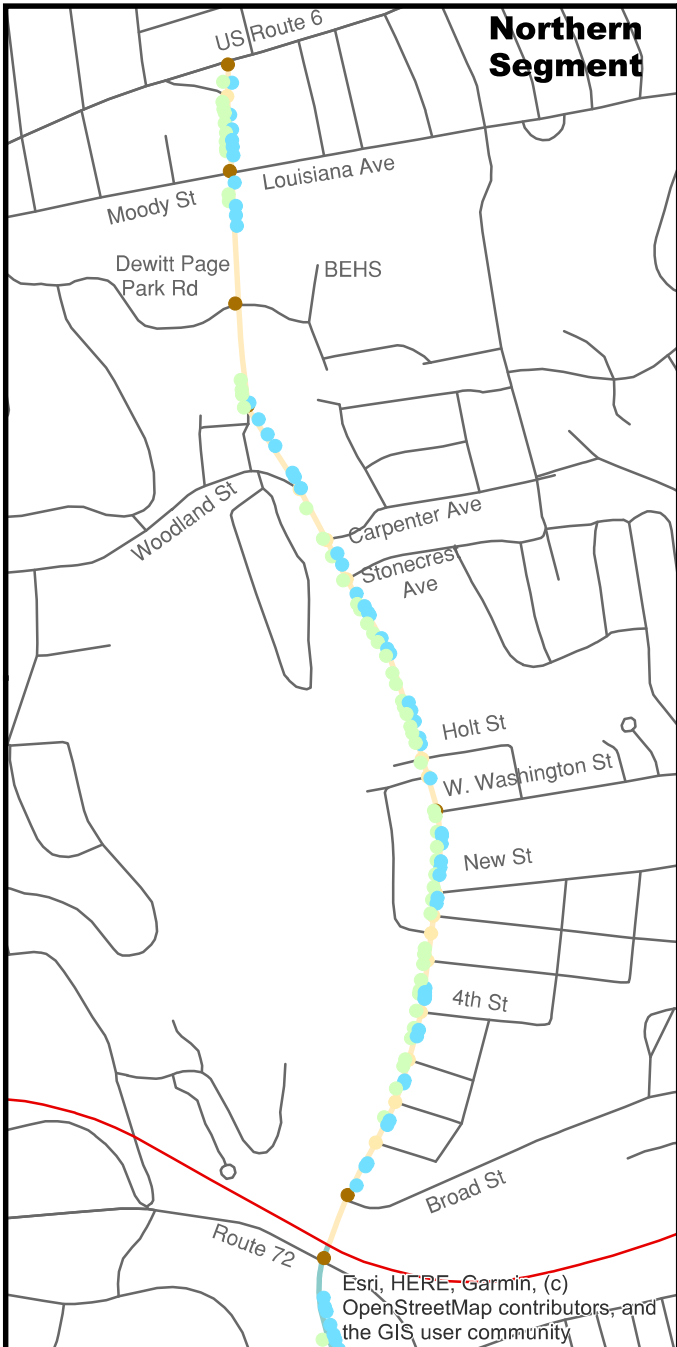 Northern
Segment
US Route 6
Louisiana Ave
Moody St
Dewitt Page
Park Rd
BEHS
Woodland St
Carpenter Ave
Stonecres
Ave
Holt St
W. Washington St
New St
4th St
Broad St
Route 72
Esri, HERE, Garmin, (c)
OpenStreetMap contributors, and
the GIS user community